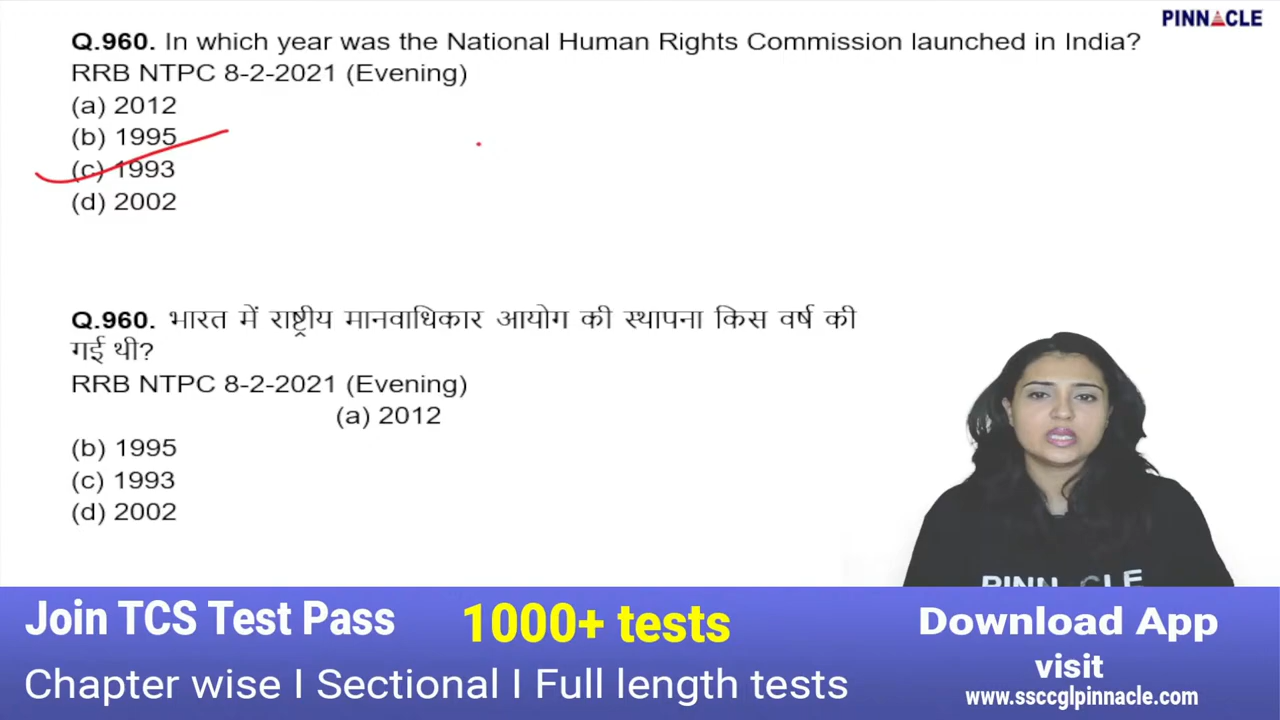 PINNACLE
Q.960. In which year was the National Human Rights Commission launched in India?
RRB NTPC 8-2-2021 (Evening)
(a) 2012
(b) 1995
(c) 1993
(d) 2002
Q.960. भारत में राष्ट्रीय मानवाधिकार आयोग की स्थापना किस वर्ष की
गई थी?
RRB NTPC 8-2-2021 (Evening)
(a) 2012
(b) 1995
(c) 1993
(d) 2002
PINNACLE
Join TCS Test Pass
1000+ tests
Chapter wise I Sectional I Full length tests
Download App
visit
www.ssccglpinnacle.com